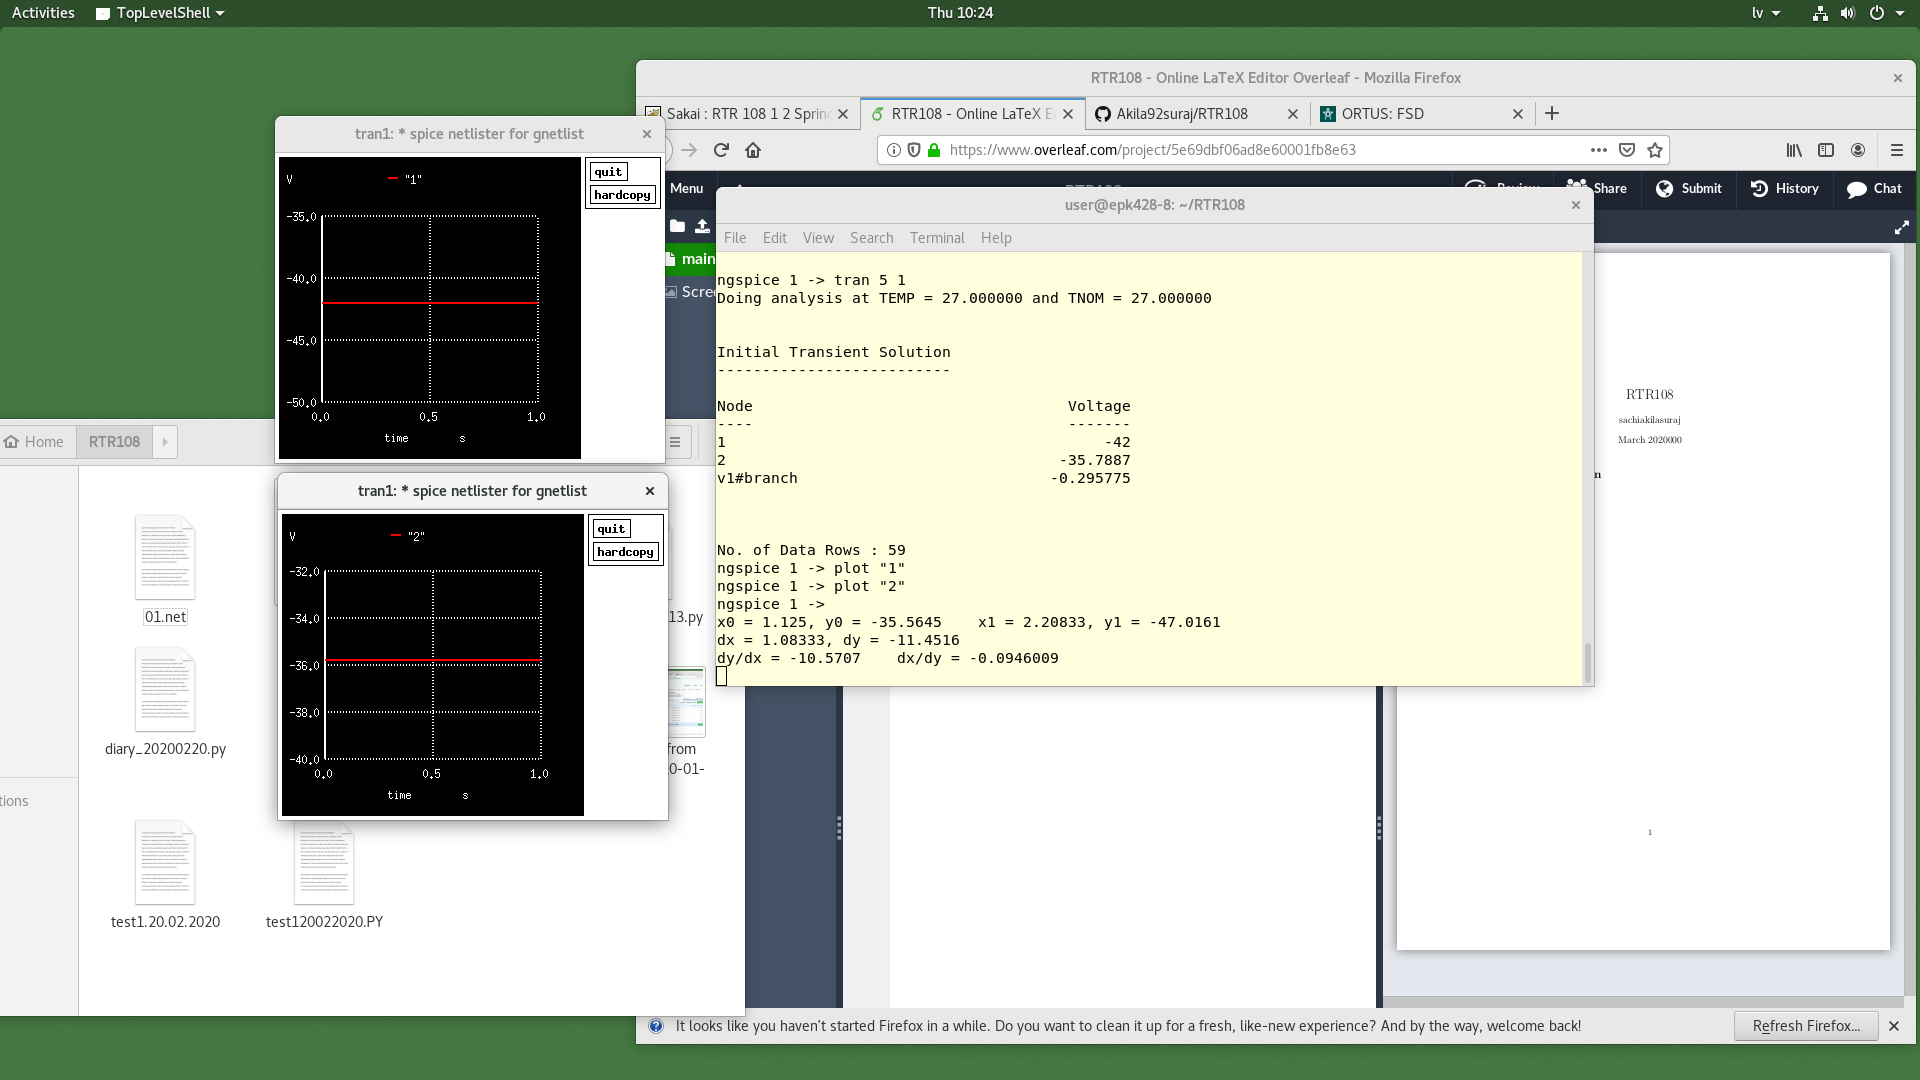 Activities
TopLevelShell
Thu 10:24
lv
RTR108 - Online LaTeX Editor Overleaf - Mozilla Firefox
Sakai : RTR 108 1 2 Spring
RTR108 - Online LaTeX Ec
Akila92suraj/RTR108
ORTUS: FSD
https://www.overleaf.com/project/5e69dbf06ad8e60001fb8e63
Menu
Share
Submit
History
Chat
main
Scre
tran1: * spice netlister for gnetlist
quit
hardcopy
V
"1"
-35.0
-40.0
-45.0
-50.0
0.0 0.5 1.0
time s
user@epk428-8: ~/RTR108
File Edit View Search Terminal Help
ngspice 1 -> tran 5 1
Doing analysis at TEMP = 27.000000 and TNOM = 27.000000
Initial Transient Solution
--------------------------
Node Voltage
---- -------
1 -42
2 -35.7887
v1#branch -0.295775
No. of Data Rows : 59
ngspice 1 -> plot "1"
ngspice 1 -> plot "2"
ngspice 1 ->
x0 = 1.125, y0 = -35.5645 x1 = 2.20833, y1 = -47.0161
dx = 1.08333, dy = -11.4516
dy/dx = -10.5707 dx/dy = -0.0946009
Home
RTR108
tran1: * spice netlister for gnetlist
quit
hardcopy
V
"2"
-32.0
-34.0
-36.0
-38.0
-40.0
0.0 0.5 1.0
time s
01.net
13.py
diary_20200220.py
from
0-01-
tions
test1.20.02.2020
test120022020.PY
RTR108
sachiakilasuraj
March 2020000
1
It looks like you haven't started Firefox in a while. Do you want to clean it up for a fresh, like-new experience? And by the way, welcome back!
Refresh Firefox...